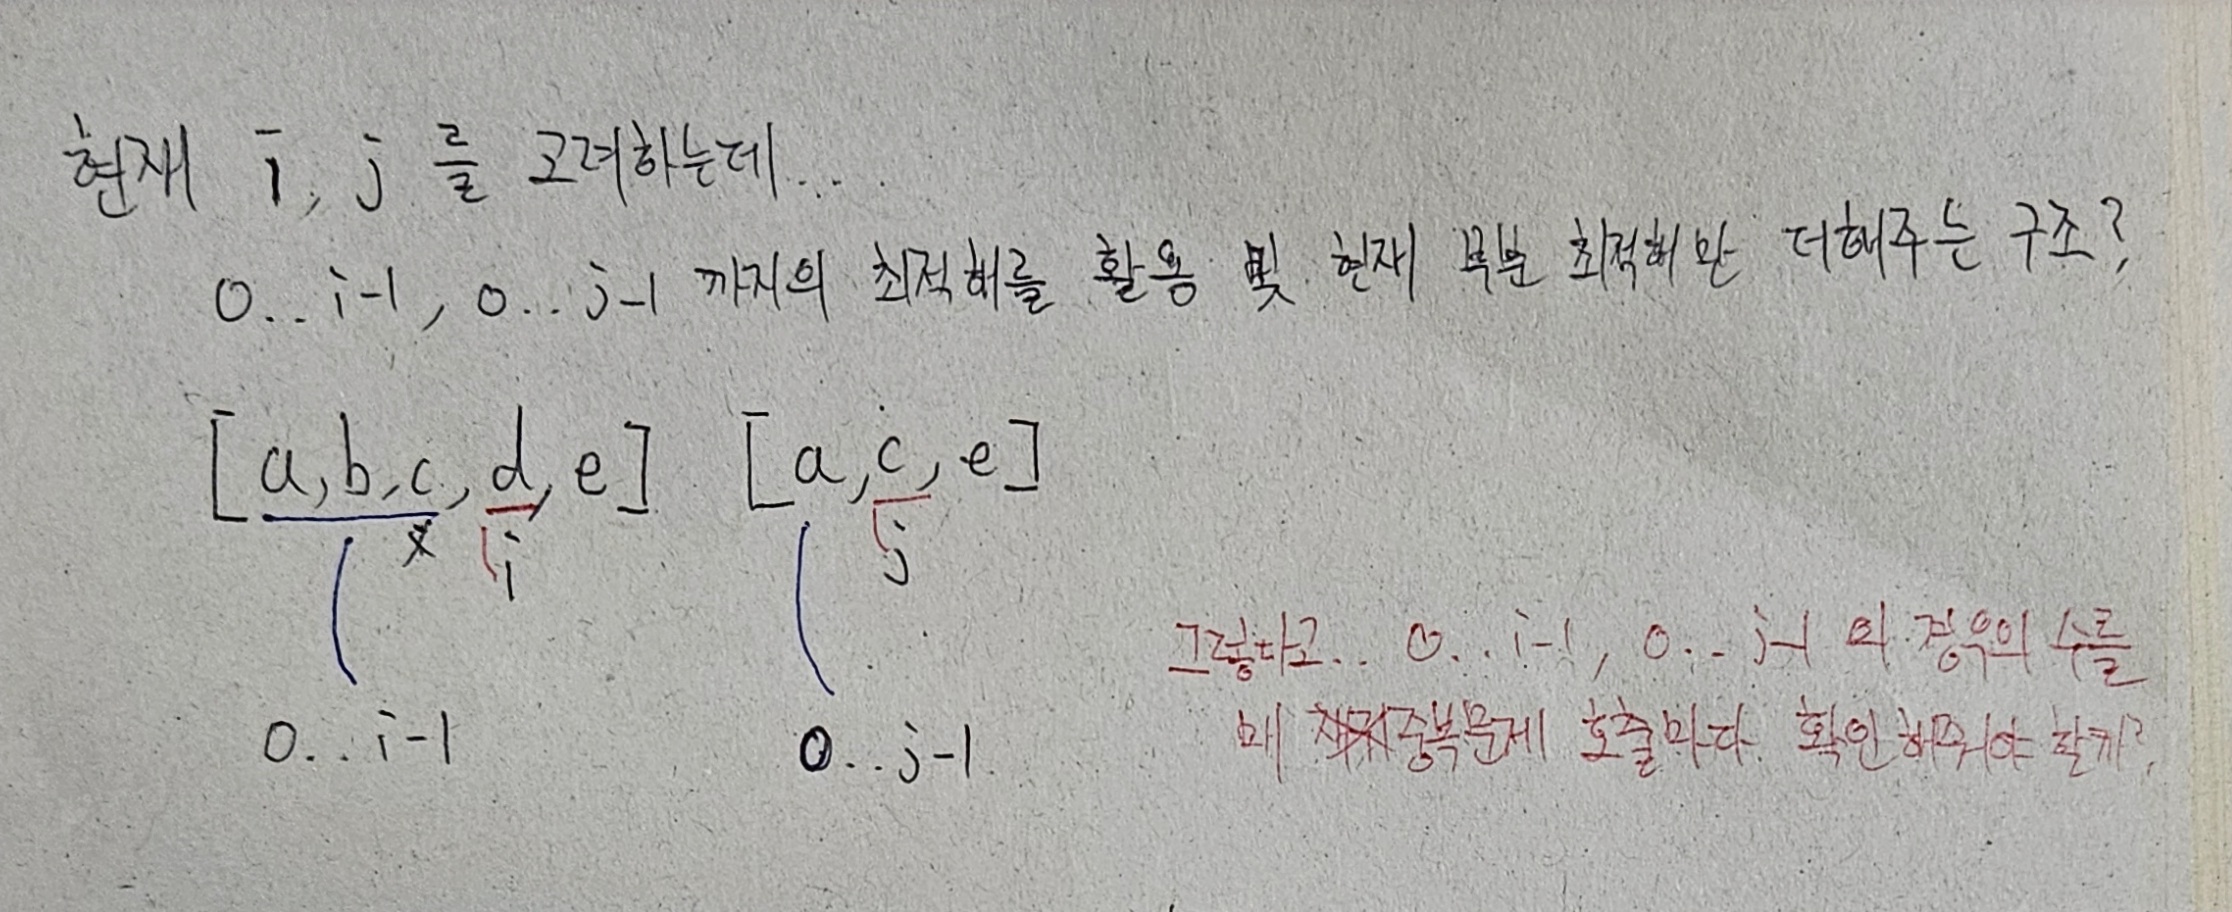 현재 i, j 를 고려하는데...
0..i-1, 0..j-1 까지의 최적해를 활용 및 현재 부분 최적해만 더해주는 구조?
[a,b,c,d,e] [a,c,e]
i j
0..i-1 0..j-1
그렇다고.. 0..i-1, 0..j-1 의 경우의 수를
매 중복문제 호출마다 확인해줘야 할까?